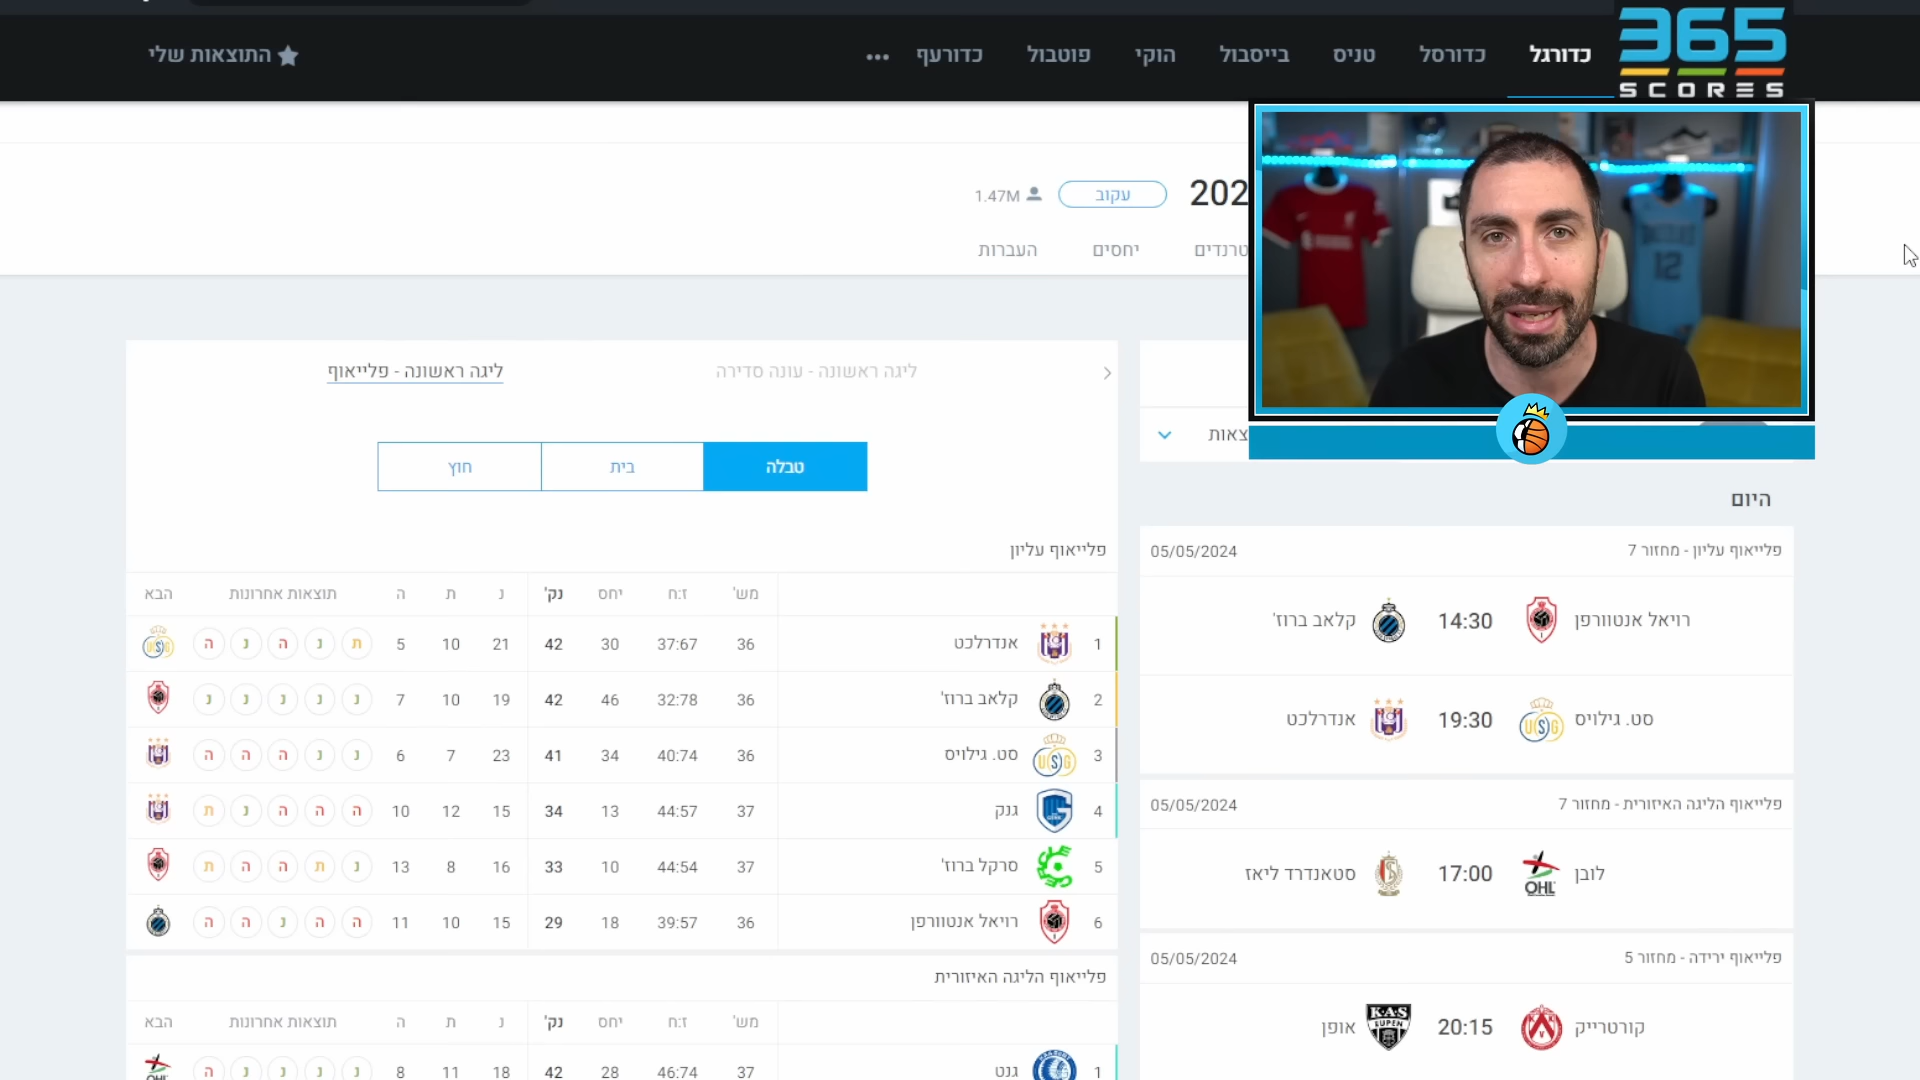 365
SCORES
כדורגל
כדורסל
טניס
בייסבול
הוקי
פוטבול
כדורעף
התוצאות שלי
202
עקוב
1.47M
טרנדים
יחסים
העברות
ליגה ראשונה - עונה סדירה
ליגה ראשונה - פלייאוף
טבלה
בית
חוץ
צאות
היום
פלייאוף עליון - מחזור 7 05/05/2024
רויאל אנטוורפן 14:30 קלאב ברוז'
סט. גילויס 19:30 אנדרלכט
פלייאוף הליגה האיזורית - מחזור 7 05/05/2024
לובן 17:00 סטאנדרד ליאז
פלייאוף ירידה - מחזור 5 05/05/2024
קורטרייק 20:15 אופן
פלייאוף עליון
מש' ז:ח יחס נק' נ ת ה תוצאות אחרונות הבא
1 אנדרלכט 36 37:67 30 42 21 10 5 ת נ ה נ ה
2 קלאב ברוז' 36 32:78 46 42 19 10 7 נ נ נ נ נ
3 סט. גילויס 36 40:74 34 41 23 7 6 נ נ ה ה ה
4 גנק 37 44:57 13 34 15 12 10 ה ה ה נ ת
5 סרקל ברוז' 37 44:54 10 33 16 8 13 נ ת ה ה ת
6 רויאל אנטוורפן 36 39:57 18 29 15 10 11 ה ה נ ה ה
פלייאוף הליגה האיזורית
מש' ז:ח יחס נק' נ ת ה תוצאות אחרונות הבא
1 גנט 37 46:74 28 42 18 11 8 נ נ נ נ ה
12
OHL
KAS
EUPEN